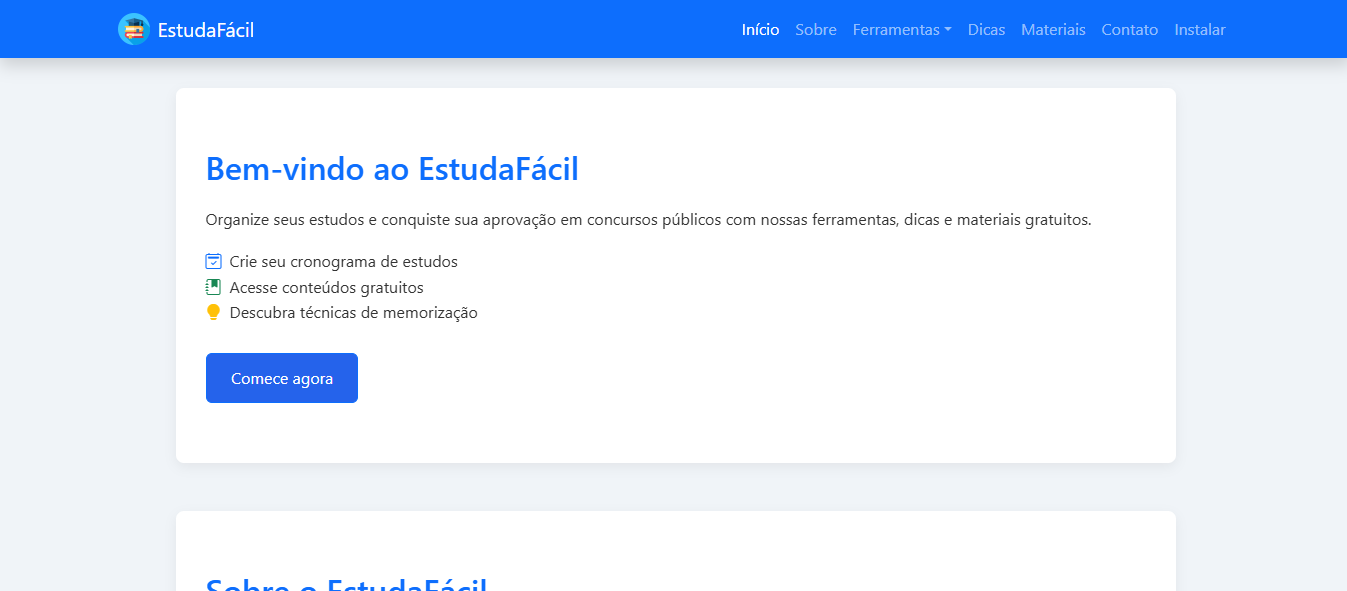 EstudaFácil
Início Sobre Ferramentas Dicas Materiais Contato Instalar
Bem-vindo ao EstudaFácil
Organize seus estudos e conquiste sua aprovação em concursos públicos com nossas ferramentas, dicas e materiais gratuitos.
Crie seu cronograma de estudos
Acesse conteúdos gratuitos
Descubra técnicas de memorização
Comece agora
Sobre o EstudaFácil